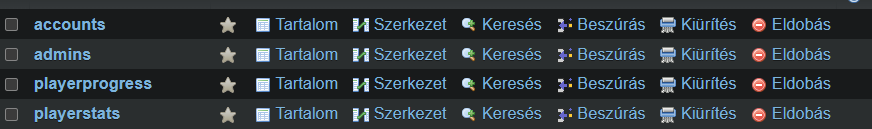 accounts Tartalom Szerkezet Keresés Beszúrás Kiürítés Eldobás
admins Tartalom Szerkezet Keresés Beszúrás Kiürítés Eldobás
playerprogress Tartalom Szerkezet Keresés Beszúrás Kiürítés Eldobás
playerstats Tartalom Szerkezet Keresés Beszúrás Kiürítés Eldobás